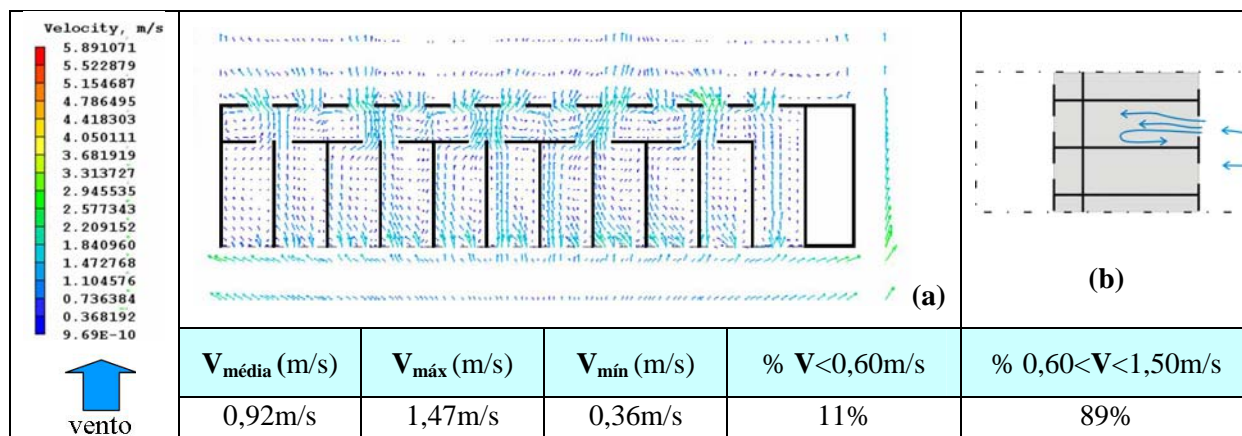 Velocity, m/s
5.891071
5.522879
5.154687
4.786495
4.418303
4.050111
3.681919
3.313727
2.945535
2.577343
2.209152
1.840960
1.472768
1.104576
0.736384
0.368192
9.69E-10
vento
(a)
(b)
Vmédia (m/s) Vmáx (m/s) Vmín (m/s) % V<0,60m/s % 0,60<V<1,50m/s
0,92m/s 1,47m/s 0,36m/s 11% 89%